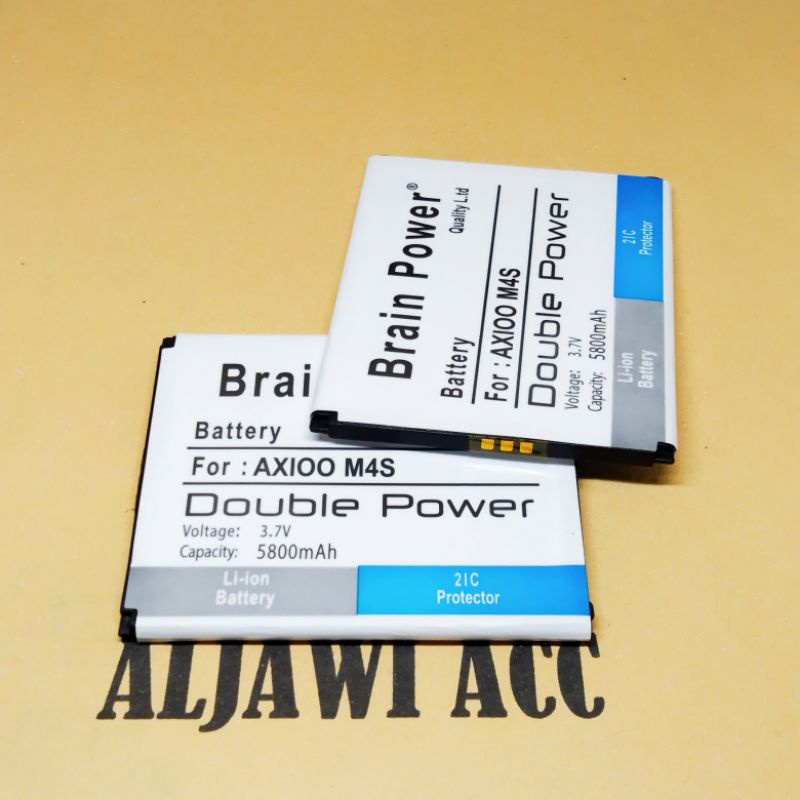 Brain Power®
Quality L.td
Battery
For : AXIOO M4S
Double Power
Voltage: 3.7V
Capacity: 5800mAh
Li-ion
Battery
2IC
Protector
Brai
Battery
For : AXIOO M4S
Double Power
Voltage: 3.7V
Capacity: 5800mAh
Li-ion
Battery
2IC
Protector
ALJAWI ACC